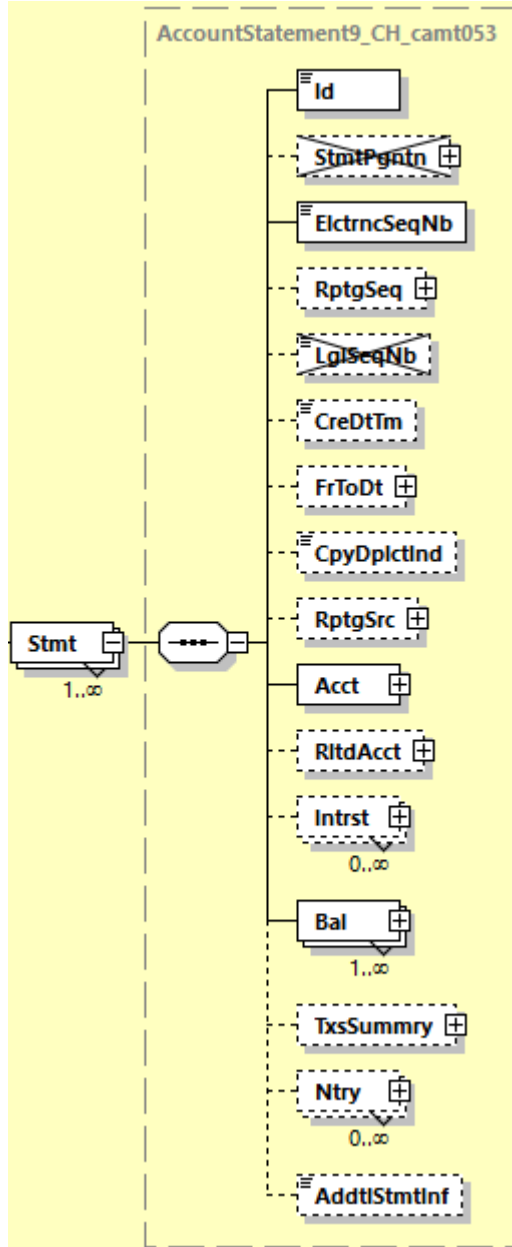 AccountStatement9_CH_camt053
Id
StmtPgntn
ElctrncSeqNb
RptgSeq
LglSeqNb
CreDtTm
FrToDt
CpyDplctInd
RptgSrc
Stmt
1..∞
Acct
RltdAcct
Intrst
0..∞
Bal
1..∞
TxsSummry
Ntry
0..∞
AddtlStmtInf